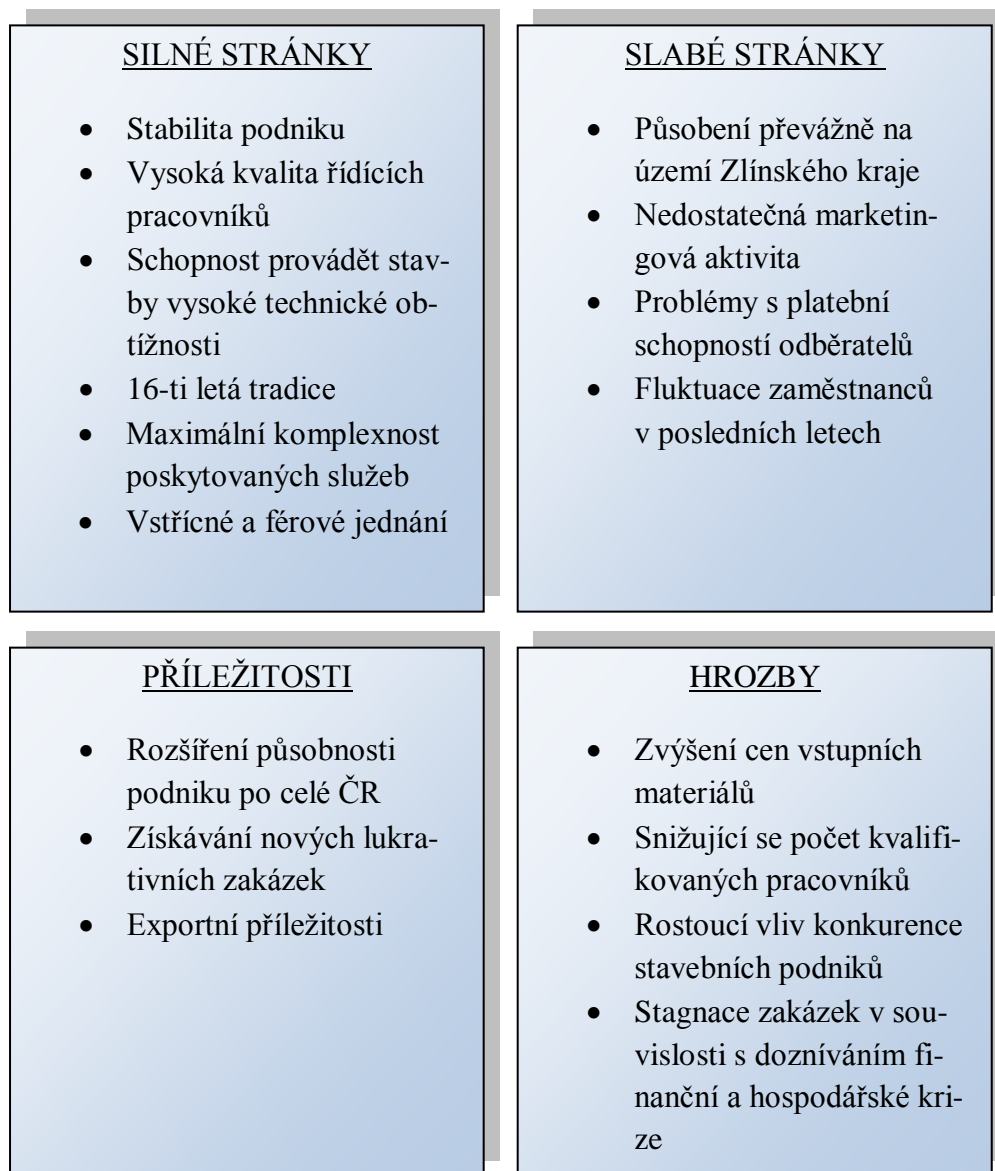 SILNÉ STRÁNKY
• Stabilita podniku
• Vysoká kvalita řídících
pracovníků
• Schopnost provádět stav-
by vysoké technické ob-
tížnosti
• 16-ti letá tradice
• Maximální komplexnost
poskytovaných služeb
• Vstřícné a férové jednání
SLABÉ STRÁNKY
• Působení převážně na
území Zlínského kraje
• Nedostatečná marketin-
gová aktivita
• Problémy s platební
schopností odběratelů
• Fluktuace zaměstnanců
v posledních letech
PŘÍLEŽITOSTI
• Rozšíření působnosti
podniku po celé ČR
• Získávání nových lukra-
tivních zakázek
• Exportní příležitosti
HROZBY
• Zvýšení cen vstupních
materiálů
• Snižující se počet kvalifi-
kovaných pracovníků
• Rostoucí vliv konkurence
stavebních podniků
• Stagnace zakázek v sou-
vislosti s dozníváním fi-
nanční a hospodářské kri-
ze